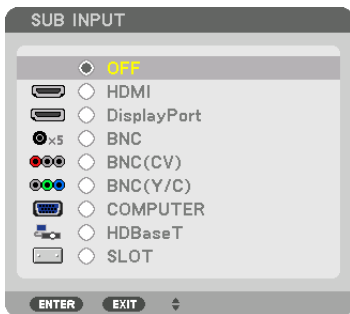 SUB INPUT
OFF
HDMI
DisplayPort
×5 BNC
BNC(CV)
BNC(Y/C)
COMPUTER
HDBaseT
SLOT
ENTER EXIT